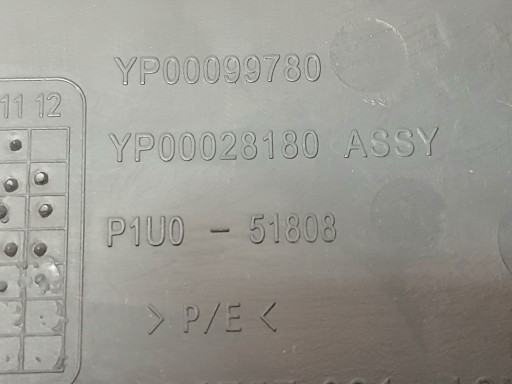 YP00099780
11 12
YP00028180 ASSY
P1U0 - 51808
> P/E <